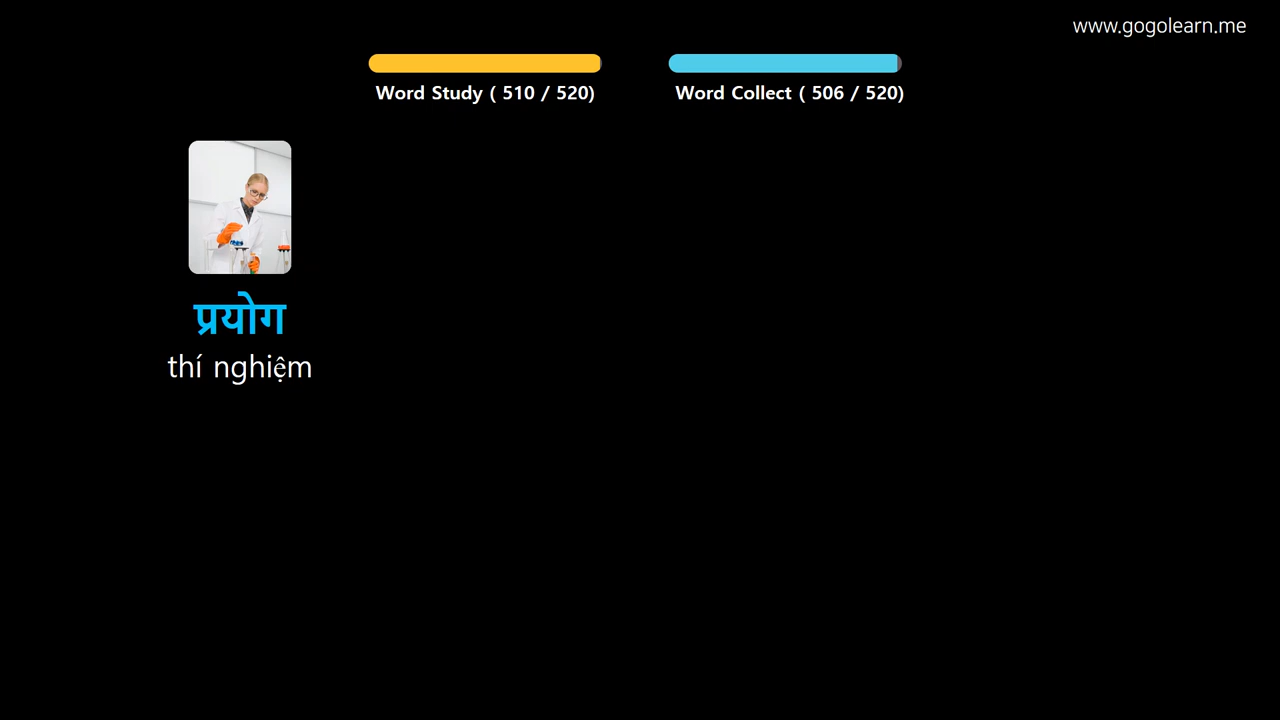 www.gogolearn.me
Word Study ( 510 / 520)
Word Collect ( 506 / 520)
प्रयोग
thí nghiệm